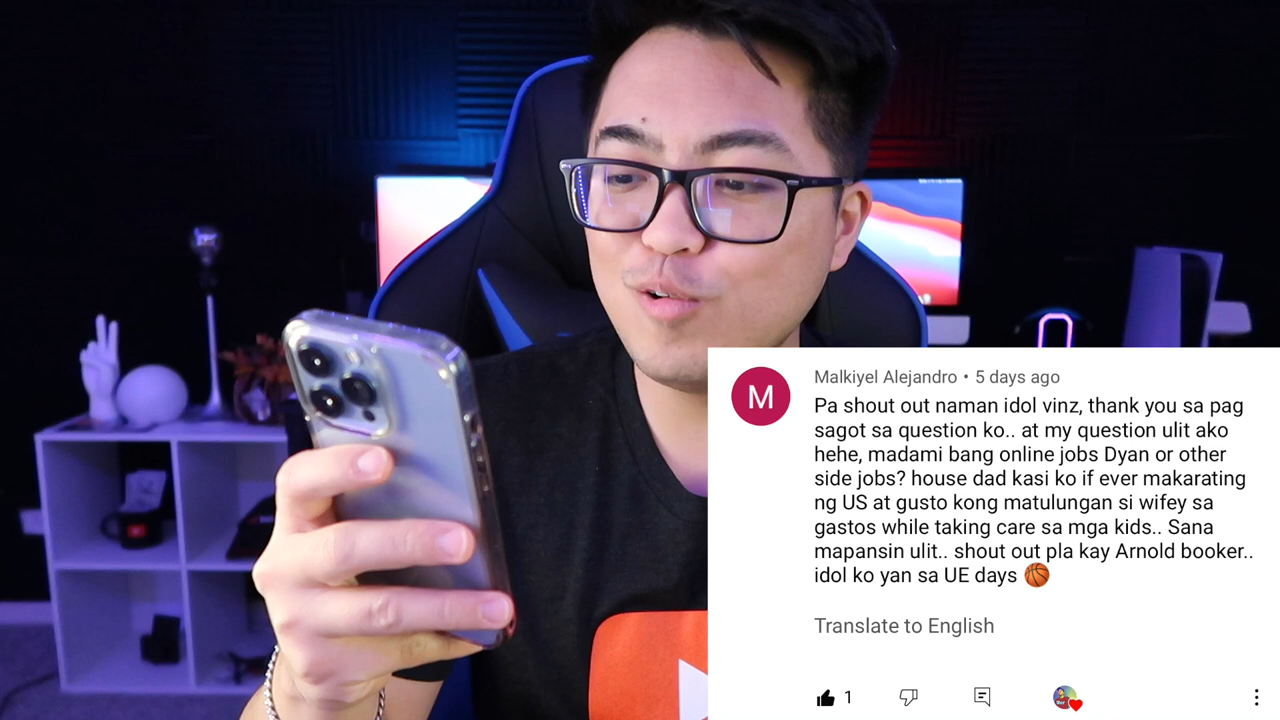 Malkiyel Alejandro • 5 days ago
M
Pa shout out naman idol vinz, thank you sa pag
sagot sa question ko.. at my question ulit ako
hehe, madami bang online jobs Dyan or other
side jobs? house dad kasi ko if ever makarating
ng US at gusto kong matulungan si wifey sa
gastos while taking care sa mga kids.. Sana
mapansin ulit.. shout out pla kay Arnold booker..
idol ko yan sa UE days 🏀
Translate to English
1